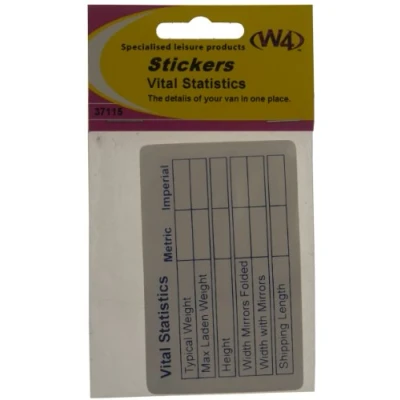 Specialised leisure products
W4
TM
Stickers
Vital Statistics
The details of your van in one place.
37115
Vital Statistics Metric Imperial
Typical Weight
Max Laden Weight
Height
Width Mirrors Folded
Width with Mirrors
Shipping Length